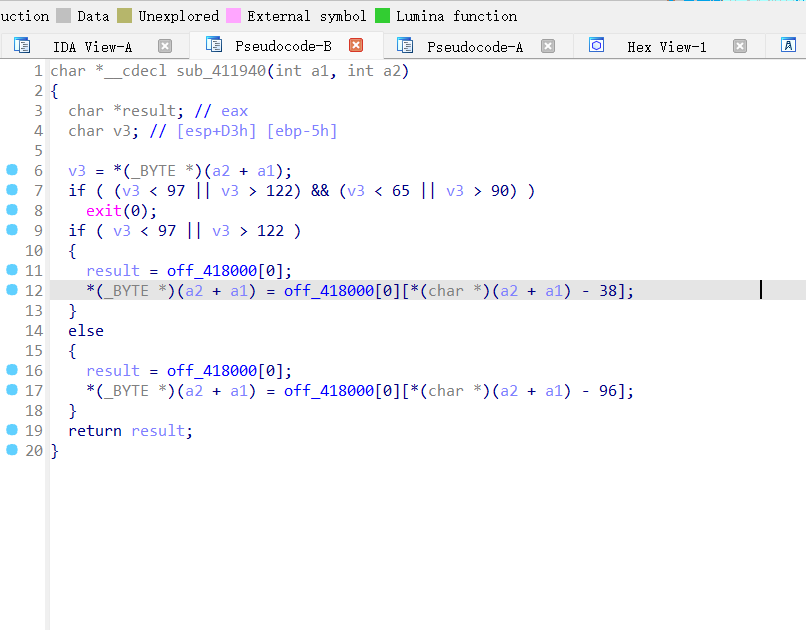 uction Data Unexplored External symbol Lumina function
IDA View-A Pseudocode-B Pseudocode-A Hex View-1 A
1 char *__cdecl sub_411940(int a1, int a2)
2 {
3 char *result; // eax
4 char v3; // [esp+D3h] [ebp-5h]
5
6 v3 = *(_BYTE *)(a2 + a1);
7 if ( (v3 < 97 || v3 > 122) && (v3 < 65 || v3 > 90) )
8 exit(0);
9 if ( v3 < 97 || v3 > 122 )
10 {
11 result = off_418000[0];
12 *(_BYTE *)(a2 + a1) = off_418000[0][*(char *)(a2 + a1) - 38];
13 }
14 else
15 {
16 result = off_418000[0];
17 *(_BYTE *)(a2 + a1) = off_418000[0][*(char *)(a2 + a1) - 96];
18 }
19 return result;
20 }